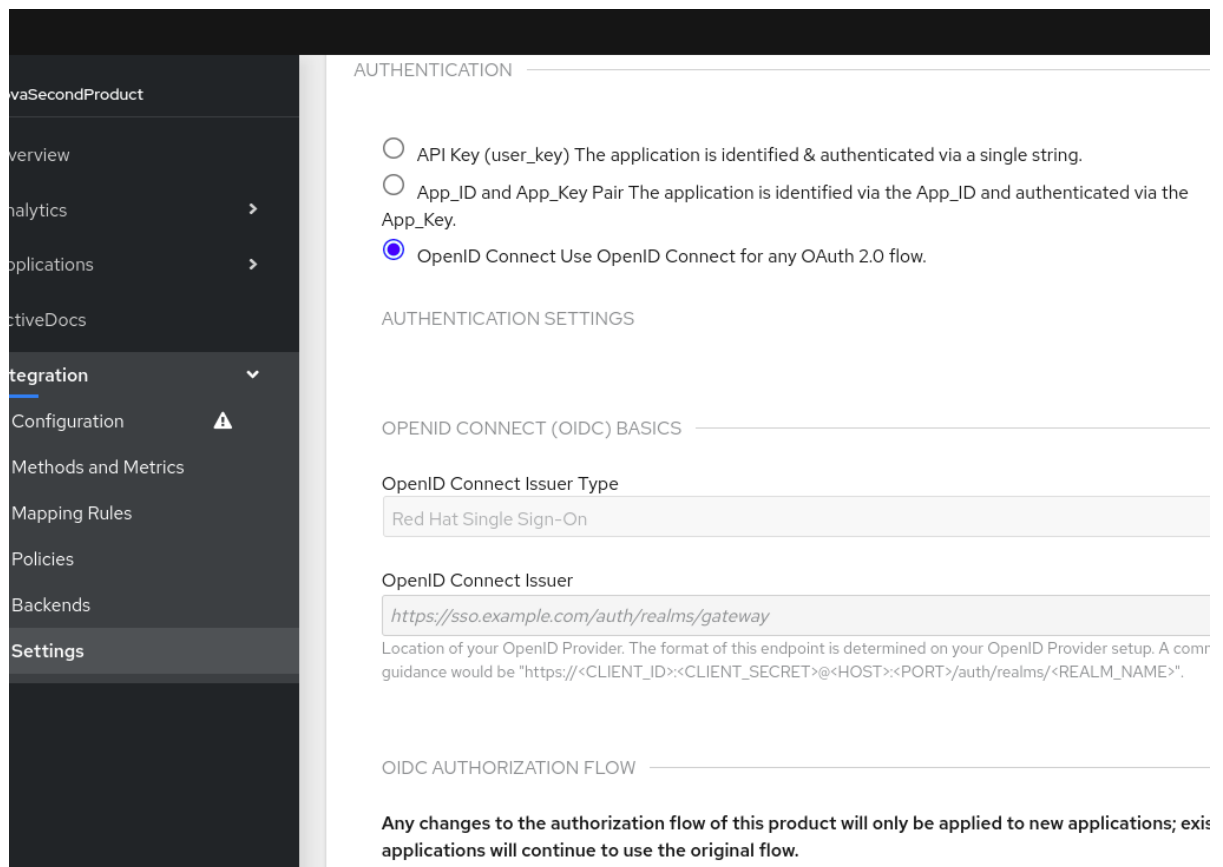 vaSecondProduct
AUTHENTICATION
verview
API Key (user_key) The application is identified & authenticated via a single string.
nalytics
App_ID and App_Key Pair The application is identified via the App_ID and authenticated via the
App_Key.
pplications
OpenID Connect Use OpenID Connect for any OAuth 2.0 flow.
ctiveDocs
AUTHENTICATION SETTINGS
tegration
Configuration
OPENID CONNECT (OIDC) BASICS
Methods and Metrics
OpenID Connect Issuer Type
Mapping Rules
Red Hat Single Sign-On
Policies
OpenID Connect Issuer
Backends
https://sso.example.com/auth/realms/gateway
Settings
Location of your OpenID Provider. The format of this endpoint is determined on your OpenID Provider setup. A comm
guidance would be "https://<CLIENT_ID>:<CLIENT_SECRET>@<HOST>:<PORT>/auth/realms/<REALM_NAME>".
OIDC AUTHORIZATION FLOW
Any changes to the authorization flow of this product will only be applied to new applications; exis
applications will continue to use the original flow.